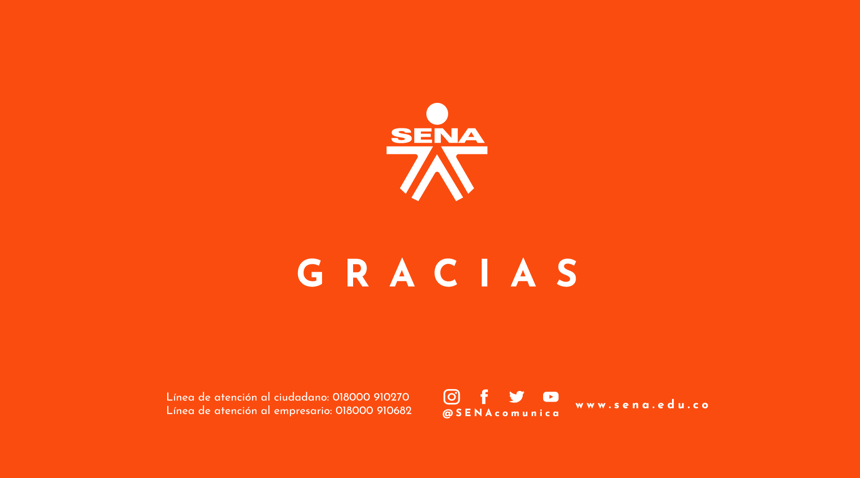 SENA
GRACIAS
Línea de atención al ciudadano: 018000 910270
Línea de atención al empresario: 018000 910682
@SENAcomunica
www.sena.edu.co